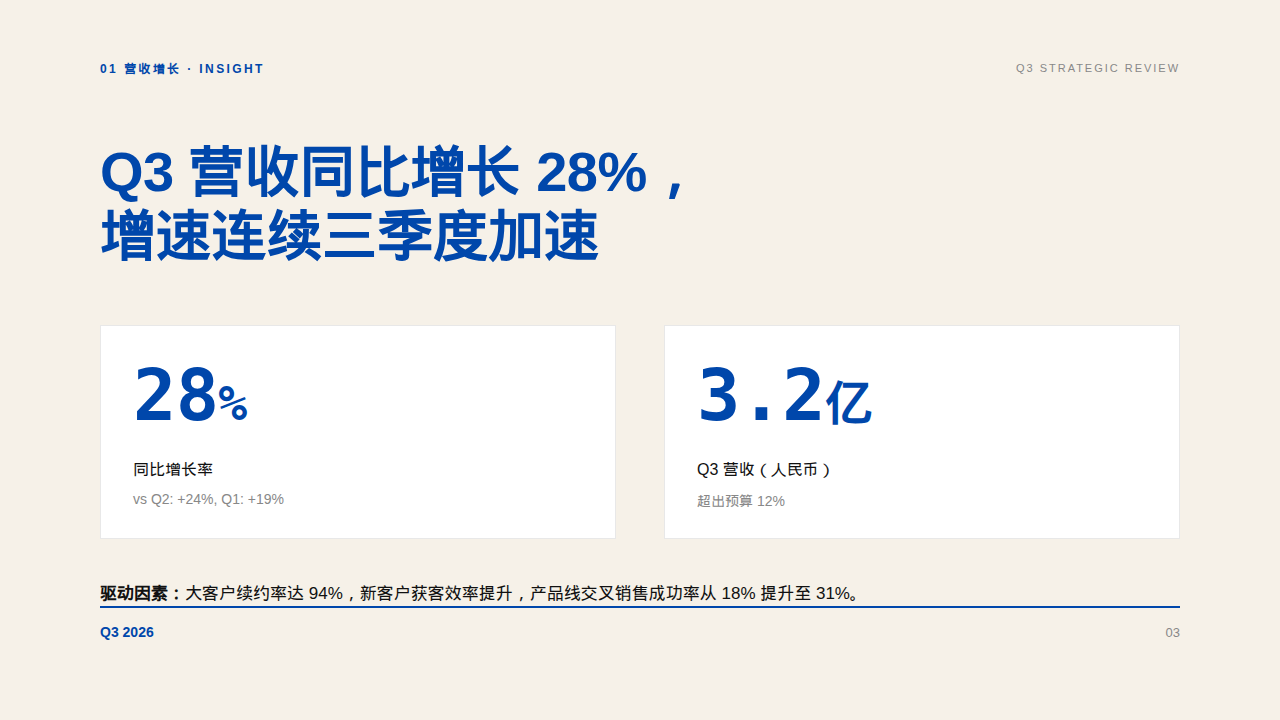 01 营收增长 · INSIGHT
Q3 STRATEGIC REVIEW
Q3 营收同比增长 28%，
增速连续三季度加速
28%
同比增长率
vs Q2: +24%, Q1: +19%
3.2亿
Q3 营收（人民币）
超出预算 12%
驱动因素：大客户续约率达 94%，新客户获客效率提升，产品线交叉销售成功率从 18% 提升至 31%。
Q3 2026
03